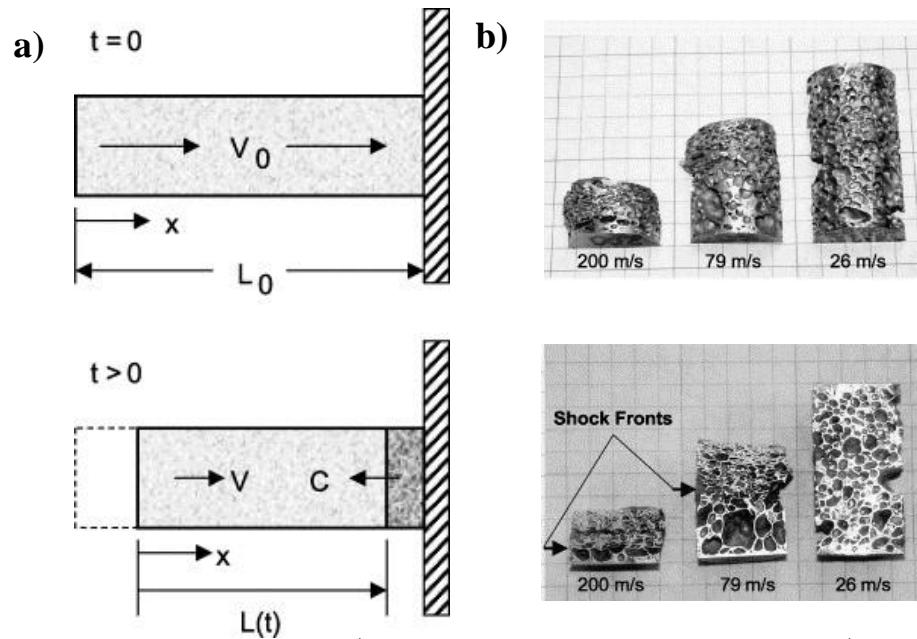 a)
t = 0
V0
x
L0
t > 0
V C
x
L(t)
b)
200 m/s 79 m/s 26 m/s
Shock Fronts
200 m/s 79 m/s 26 m/s